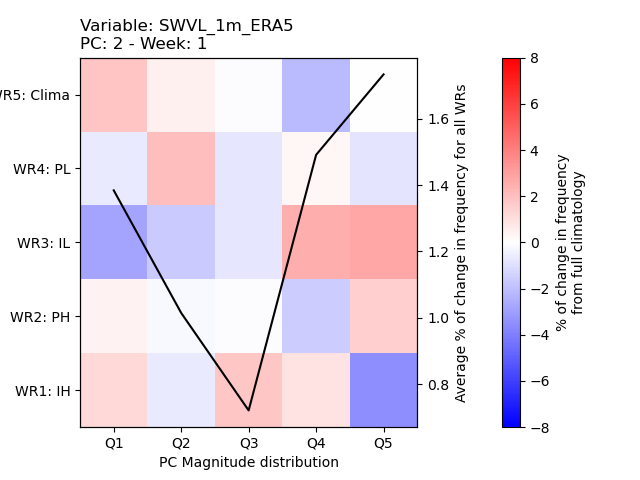 Variable: SWVL_1m_ERA5
PC: 2 - Week: 1
WR5: Clima
WR4: PL
WR3: IL
WR2: PH
WR1: IH
Q1 Q2 Q3 Q4 Q5
PC Magnitude distribution
1.6
1.4
1.2
1.0
0.8
Average % of change in frequency for all WRs
8
6
4
2
0
−2
−4
−6
−8
% of change in frequency
from full climatology